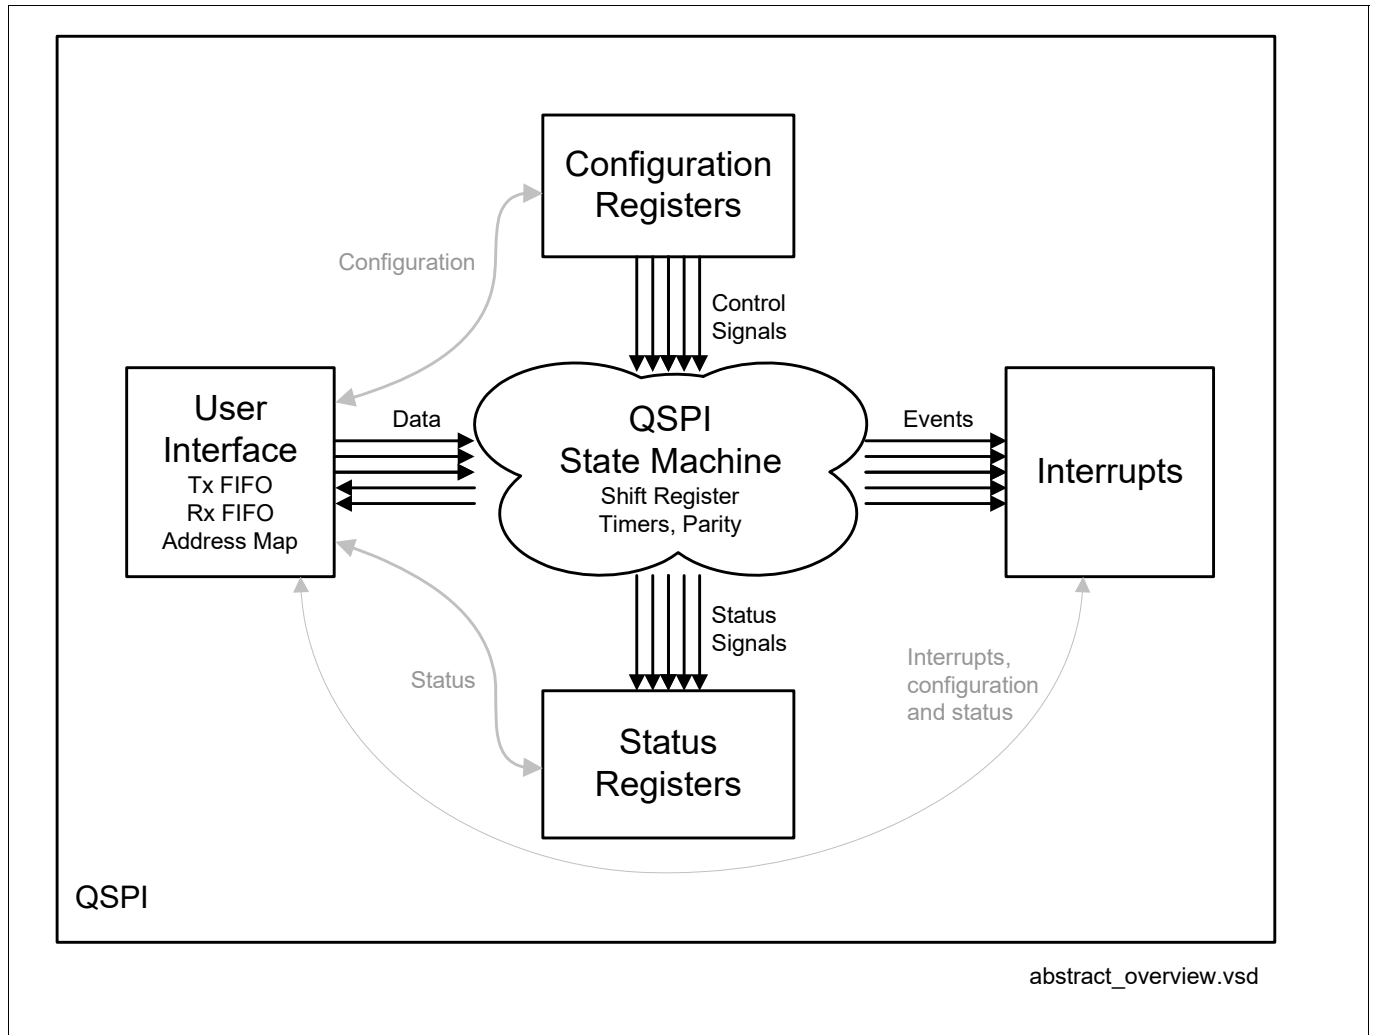 Configuration
Registers
Configuration
Control
Signals
User
Interface
Tx FIFO
Rx FIFO
Address Map
Data
QSPI
State Machine
Shift Register
Timers, Parity
Events
Interrupts
Status
Signals
Status
Interrupts,
configuration
and status
Status
Registers
QSPI
abstract_overview.vsd